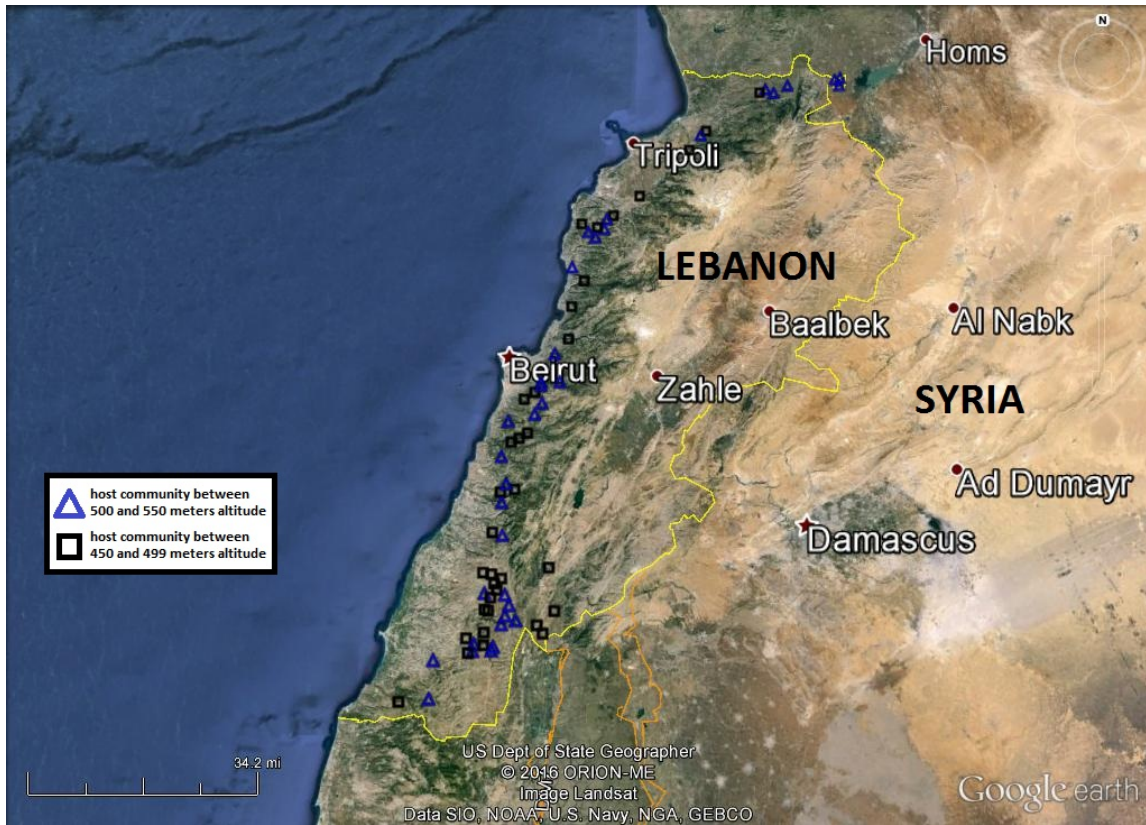 N
Homs
Tripoli
LEBANON
Baalbek
Al Nabk
Beirut
Zahle
SYRIA
Ad Dumayr
host community between
500 and 550 meters altitude
host community between
450 and 499 meters altitude
Damascus
34.2 mi
US Dept of State Geographer
© 2016 ORION-ME
Image Landsat
Data SIO, NOAA, U.S. Navy, NGA, GEBCO
Google earth